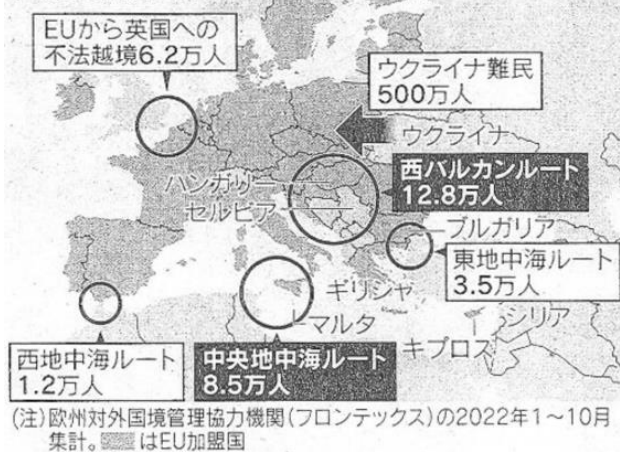 EUから英国への
不法越境6.2万人
ウクライナ難民
500万人
ウクライナ
西バルカンルート
12.8万人
ハンガリー
セルビア
ブルガリア
東地中海ルート
3.5万人
ギリシャ
マルタ
シリア
キプロス
西地中海ルート
1.2万人
中央地中海ルート
8.5万人
(注)欧州対外国境管理協力機関(フロンテックス)の2022年1～10月
集計。 はEU加盟国